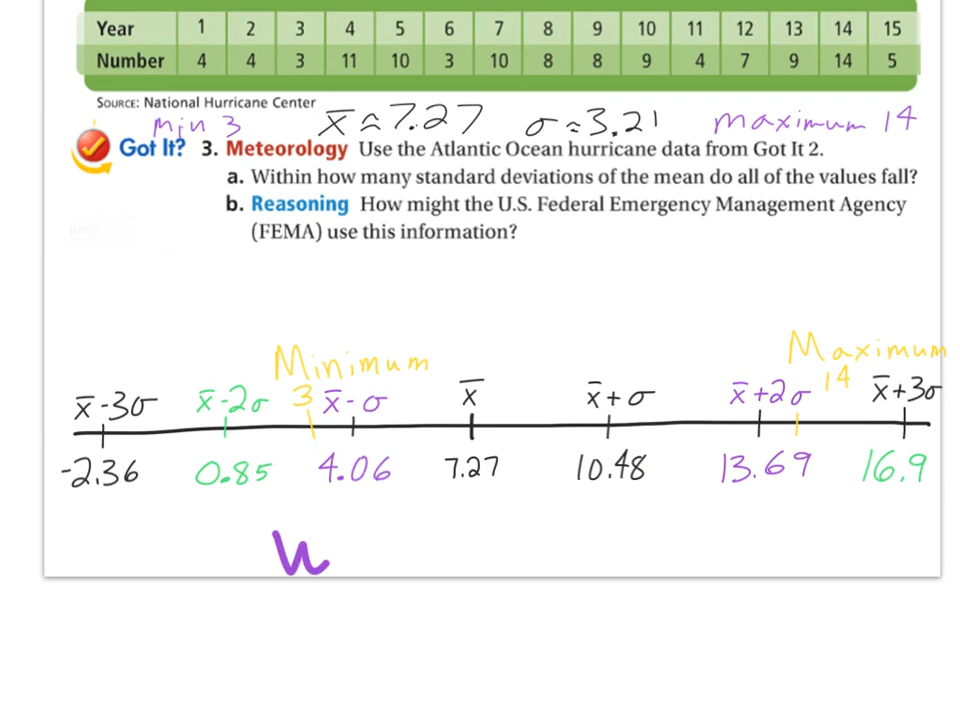 Year 1 2 3 4 5 6 7 8 9 10 11 12 13 14 15
Number 4 4 3 11 10 3 10 8 8 9 4 7 9 14 5
SOURCE: National Hurricane Center
min 3 x̄ ≈ 7.27 σ ≈ 3.21 maximum 14
Got It? 3. Meteorology Use the Atlantic Ocean hurricane data from Got It 2.
a. Within how many standard deviations of the mean do all of the values fall?
b. Reasoning How might the U.S. Federal Emergency Management Agency
(FEMA) use this information?
Minimum Maximum
x̄-3σ x̄-2σ 3 x̄-σ x̄ x̄+σ x̄+2σ 14 x̄+3σ
-2.36 0.85 4.06 7.27 10.48 13.69 16.9